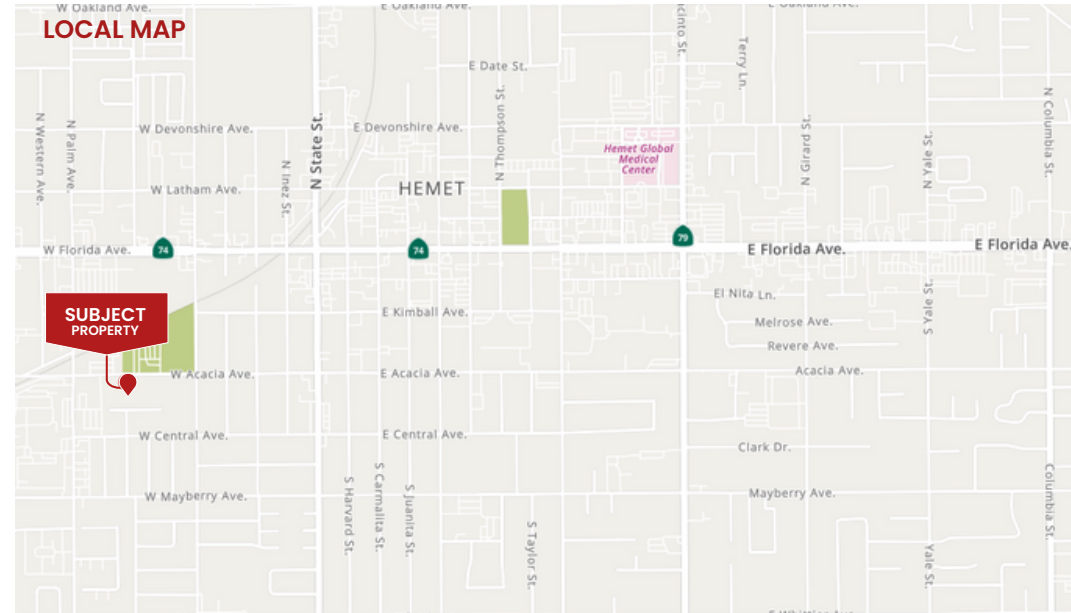 W Oakland Ave.
E Oakland Ave.
E Oakland Ave.
LOCAL MAP
E Date St.
Terry Ln.
N Thompson St.
N Columbia St.
N Western Ave.
N Palm Ave.
W Devonshire Ave.
N State St.
E Devonshire Ave.
N Girard St.
N Yale St.
Hemet Global
Medical
Center
W Latham Ave.
N Inez St.
HEMET
W Florida Ave.
74
74
79
E Florida Ave.
E Florida Ave.
El Nita Ln.
S Yale St.
SUBJECT
PROPERTY
E Kimball Ave.
Melrose Ave.
Revere Ave.
W Acacia Ave.
E Acacia Ave.
Acacia Ave.
W Central Ave.
E Central Ave.
Clark Dr.
S Harvard St.
S Carmalita St.
S Juanita St.
W Mayberry Ave.
Mayberry Ave.
Columbia St.
S Taylor St.
Yale St.